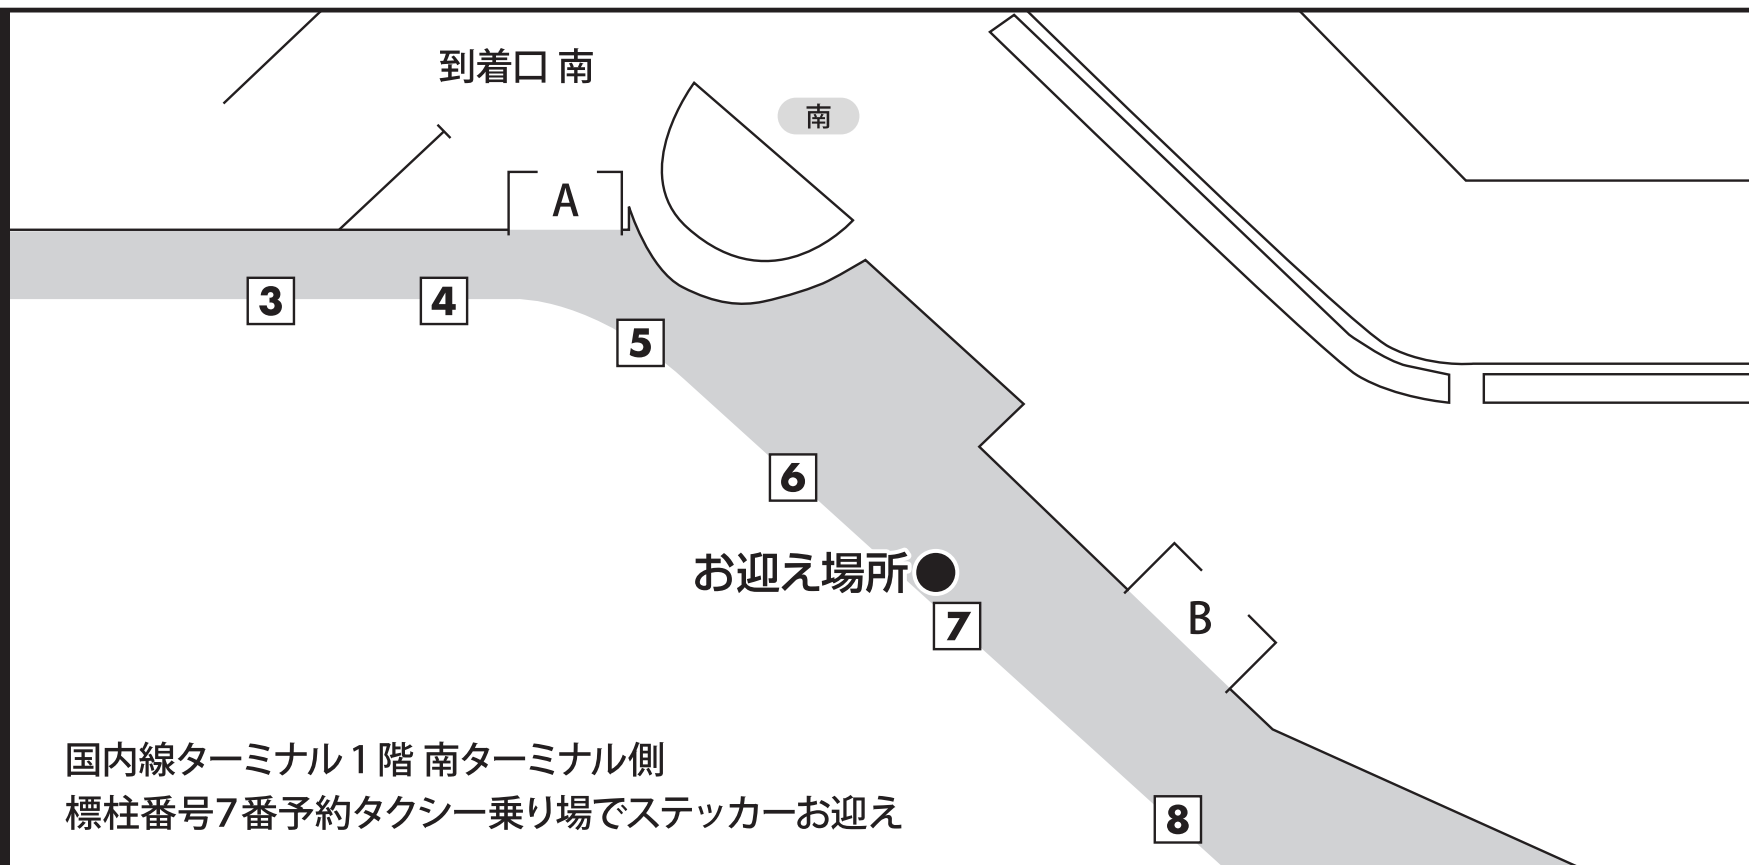 到着口 南
南
A
3
4
5
6
お迎え場所
7
B
8
国内線ターミナル1階 南ターミナル側
標柱番号7番予約タクシー乗り場でステッカーお迎え